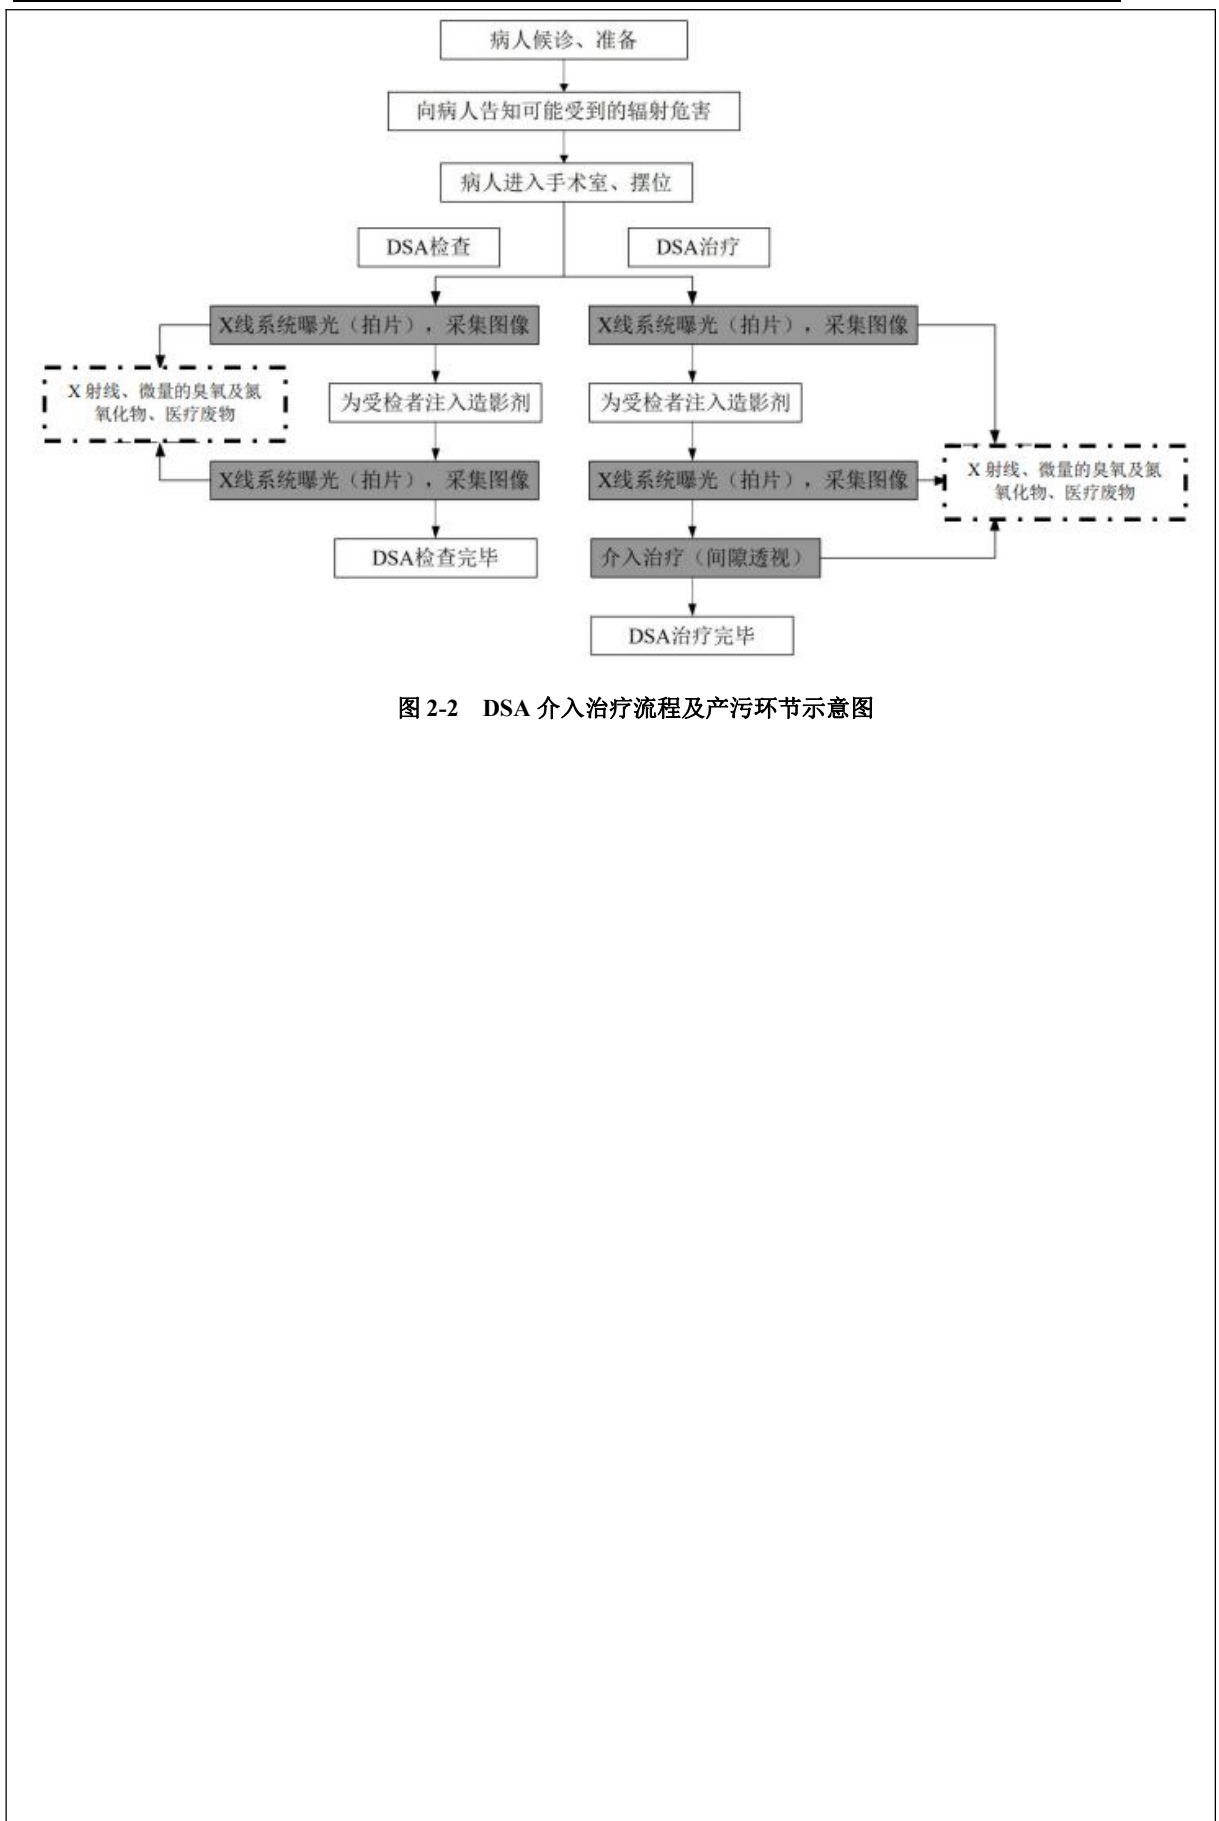 病人候诊、准备
向病人告知可能受到的辐射危害
病人进入手术室、摆位
DSA检查
DSA治疗
X线系统曝光（拍片），采集图像
X线系统曝光（拍片），采集图像
X 射线、微量的臭氧及氮
氧化物、医疗废物
为受检者注入造影剂
为受检者注入造影剂
X线系统曝光（拍片），采集图像
X线系统曝光（拍片），采集图像
X 射线、微量的臭氧及氮
氧化物、医疗废物
DSA检查完毕
介入治疗（间隙透视）
DSA治疗完毕
图 2-2 DSA 介入治疗流程及产污环节示意图